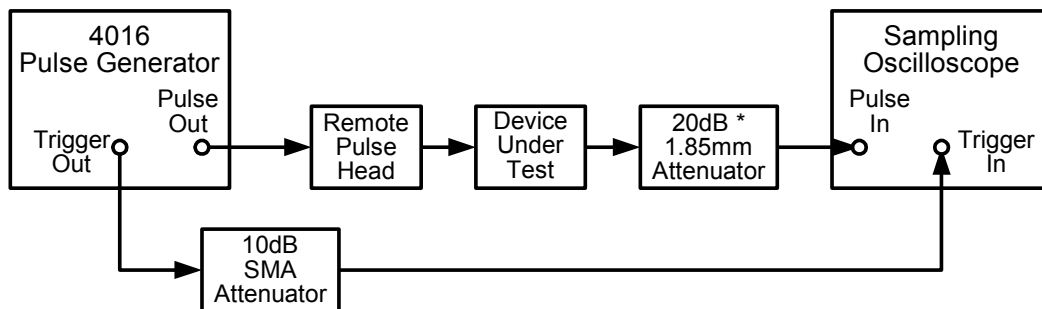 4016
Pulse Generator
Pulse
Out
Trigger
Out
Remote
Pulse
Head
Device
Under
Test
20dB *
1.85mm
Attenuator
Sampling
Oscilloscope
Pulse
In
Trigger
In
10dB
SMA
Attenuator